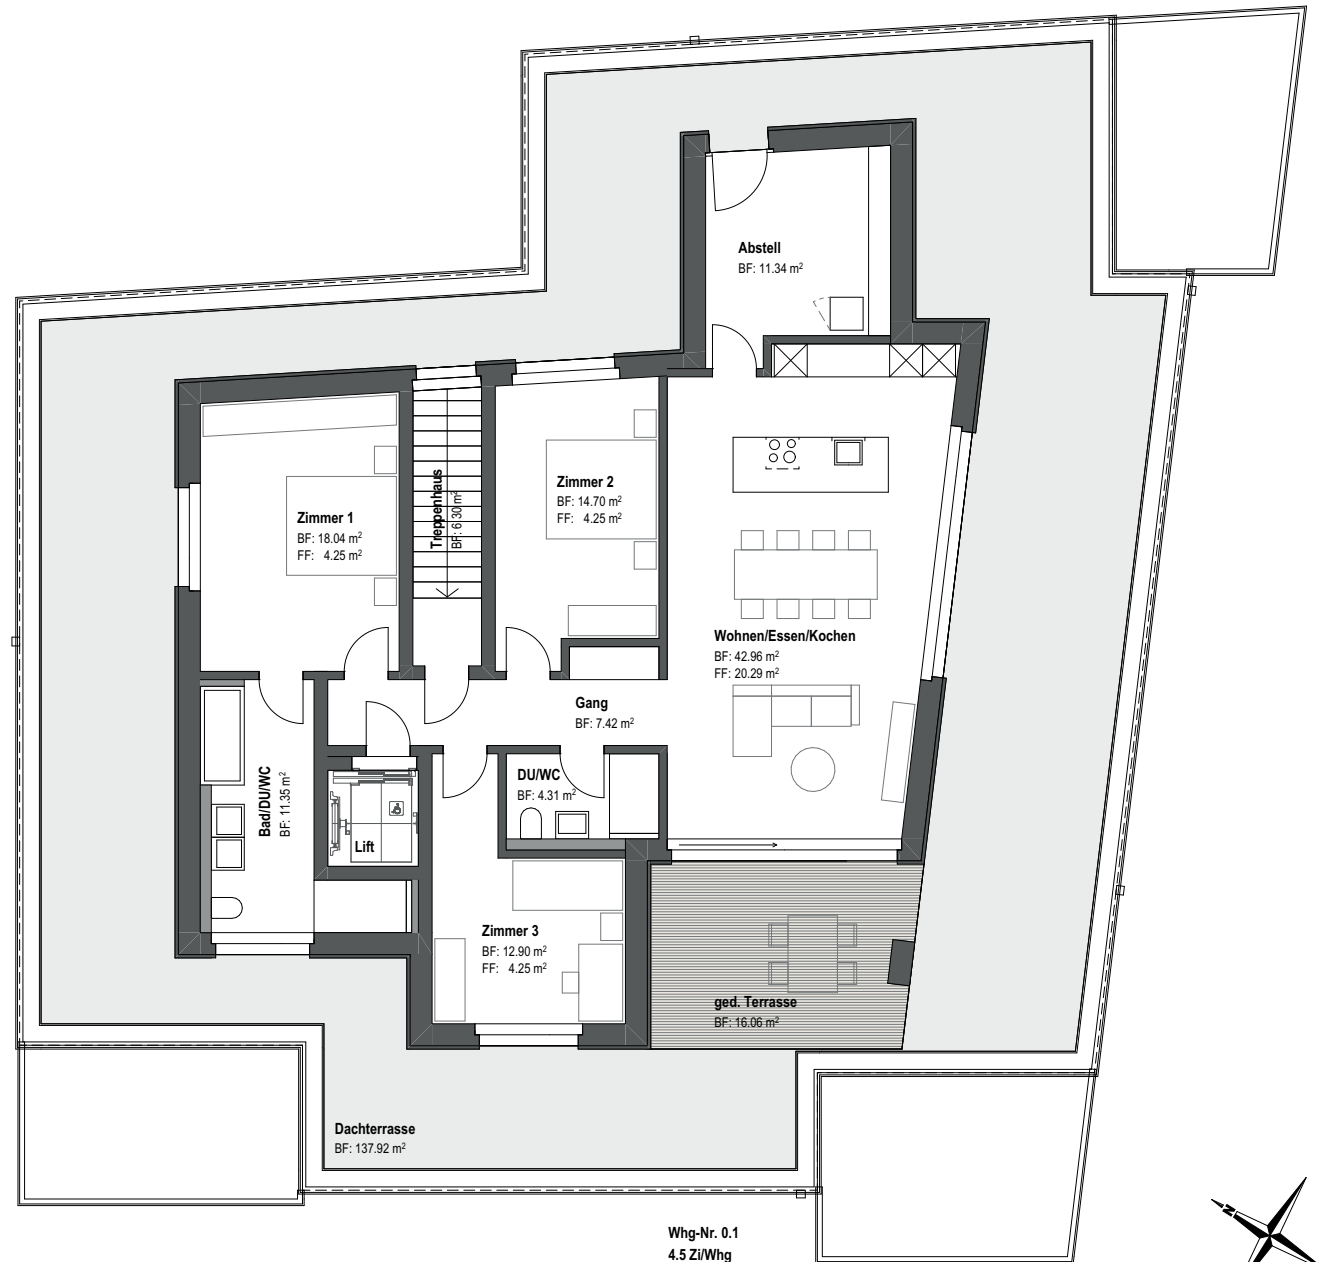 Abstell
BF: 11.34 m²
Zimmer 1
BF: 18.04 m²
FF: 4.25 m²
Treppenhaus
BF: 6.30 m²
Zimmer 2
BF: 14.70 m²
FF: 4.25 m²
Wohnen/Essen/Kochen
BF: 42.96 m²
FF: 20.29 m²
Gang
BF: 7.42 m²
Bad/DU/WC
BF: 11.35 m²
Lift
DU/WC
BF: 4.31 m²
Zimmer 3
BF: 12.90 m²
FF: 4.25 m²
ged. Terrasse
BF: 16.06 m²
Dachterrasse
BF: 137.92 m²
Whg-Nr. 0.1
4.5 Zi/Whg
N